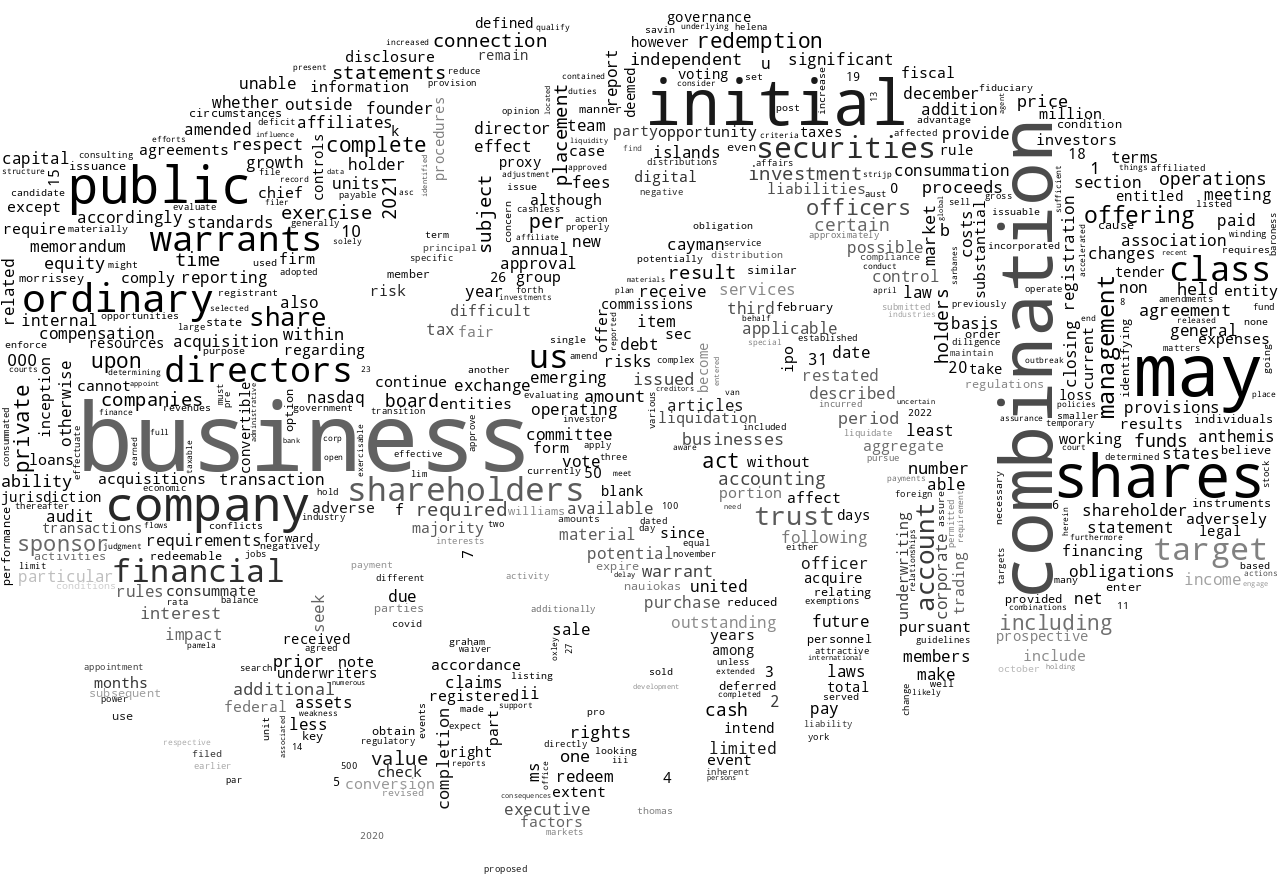 governance
defined qualify savin underlying helena
increased connection however redemption
disclosure remain independent u significant
present statements reduce report voting set 19 fiscal
unable information provision contained deemed consider increase december fiduciary
whether outside founder procedures located duties initial post 13 addition agent price
circumstances affiliates k opinion manner advantage million
amended deficit director placement team party opportunity criteria taxes affected provide condition
efforts influence respect complete effect liquidity case find even securities rule investors
capital consulting agreements controls holder proxy approved islands distributions affairs consummation 18 terms
structure 15 issuance growth file data identified adjustment fees digital investment strijp 1 things affiliated
candidate public chief record units 2021 asc issue although negative liabilities aust 0 proceeds section operations
except evaluate filer payable subject concern cashless per action officers sell global sufficient entitled listed meeting
accordingly standards exercise generally 10 properly certain market b costs issuable offering paid baroness
require materially warrants solely term affiliate new obligation approximately substantial registration cause winding
memorandum time used firm principal annual cayman service possible compliance incorporated accelerated association requires
related equity might adopted specific approval potentially distribution conduct sarbanes combination changes recent
morrissey comply reporting member 26 group result similar control tender class
ordinary registrant risk year forth investments plan materials receive services april law previously operate non held entity
internal opportunities selected also difficult commissions third february submitted industries holders basis management 8 amendments
compensation large state share tax fair offer reported item behalf applicable established order agreement released fund
enforce resources acquisition within single debt sec special ipo diligence closing end identifying general none
courts upon purpose regarding us amend risks complex become 31 date maintain outbreak current matters expenses going
000 inception otherwise determining directors 23 another emerging issued creditors restated 20 take loss may
cannot appoint must pre convertible administrative continue nasdaq exchange evaluating amount various van described uncertain regulations policies place
private companies revenues option government board entities operating articles incurred 2022 assurance smaller provisions
consummated finance transition approve investor included period least temporary results individuals
business full earned taxable bank corp exercisable committee liquidation liquidate working court anthemis
loans open effective form apply aware businesses aggregate determined states believe
ability acquisitions economic transaction lim currently vote three act without pursue funds stock
jurisdiction hold shareholders 50 meet accounting payments number necessary shares
thereafter company adverse f required blank portion affect foreign able 6 shareholder instruments
performance audit industry williams available 100 need assure herein statement adversely
transactions flows conflicts majority two amounts dated day since trust days underwriting permitted requirement legal
sponsor judgment requirements forward interests material equal following relationships furthermore financing target
activities redeemable jobs negatively 7 potential november either account corporate trading targets based
limit financial payment expire delay warrant officer many obligations income actions
particular conditions different activity nauiokas united acquire engage
rules consummate seek due additionally purchase reduced relating enter
rata balance parties exemptions provided net 11
interest covid outstanding future pursuant combinations including
impact received graham sale years personnel guidelines prospective
pamela agreed waiver oxley 27 among attractive members
prior note accordance unless international include
appointment search underwriters listing sold extended 3 laws make october holding
months numerous claims development deferred total well
subsequent additional registered ii completed served change likely
power federal assets made support cash 2 pay
use weakness events pro
unit less expect part rights intend liability
associated key obtain directly york
respective 14 regulatory completion right looking limited
filed value reports one iii event
earlier 500 check ms office inherent
par 5 conversion redeem 4 persons
revised consequences extent
executive thomas
factors
2020 markets
proposed